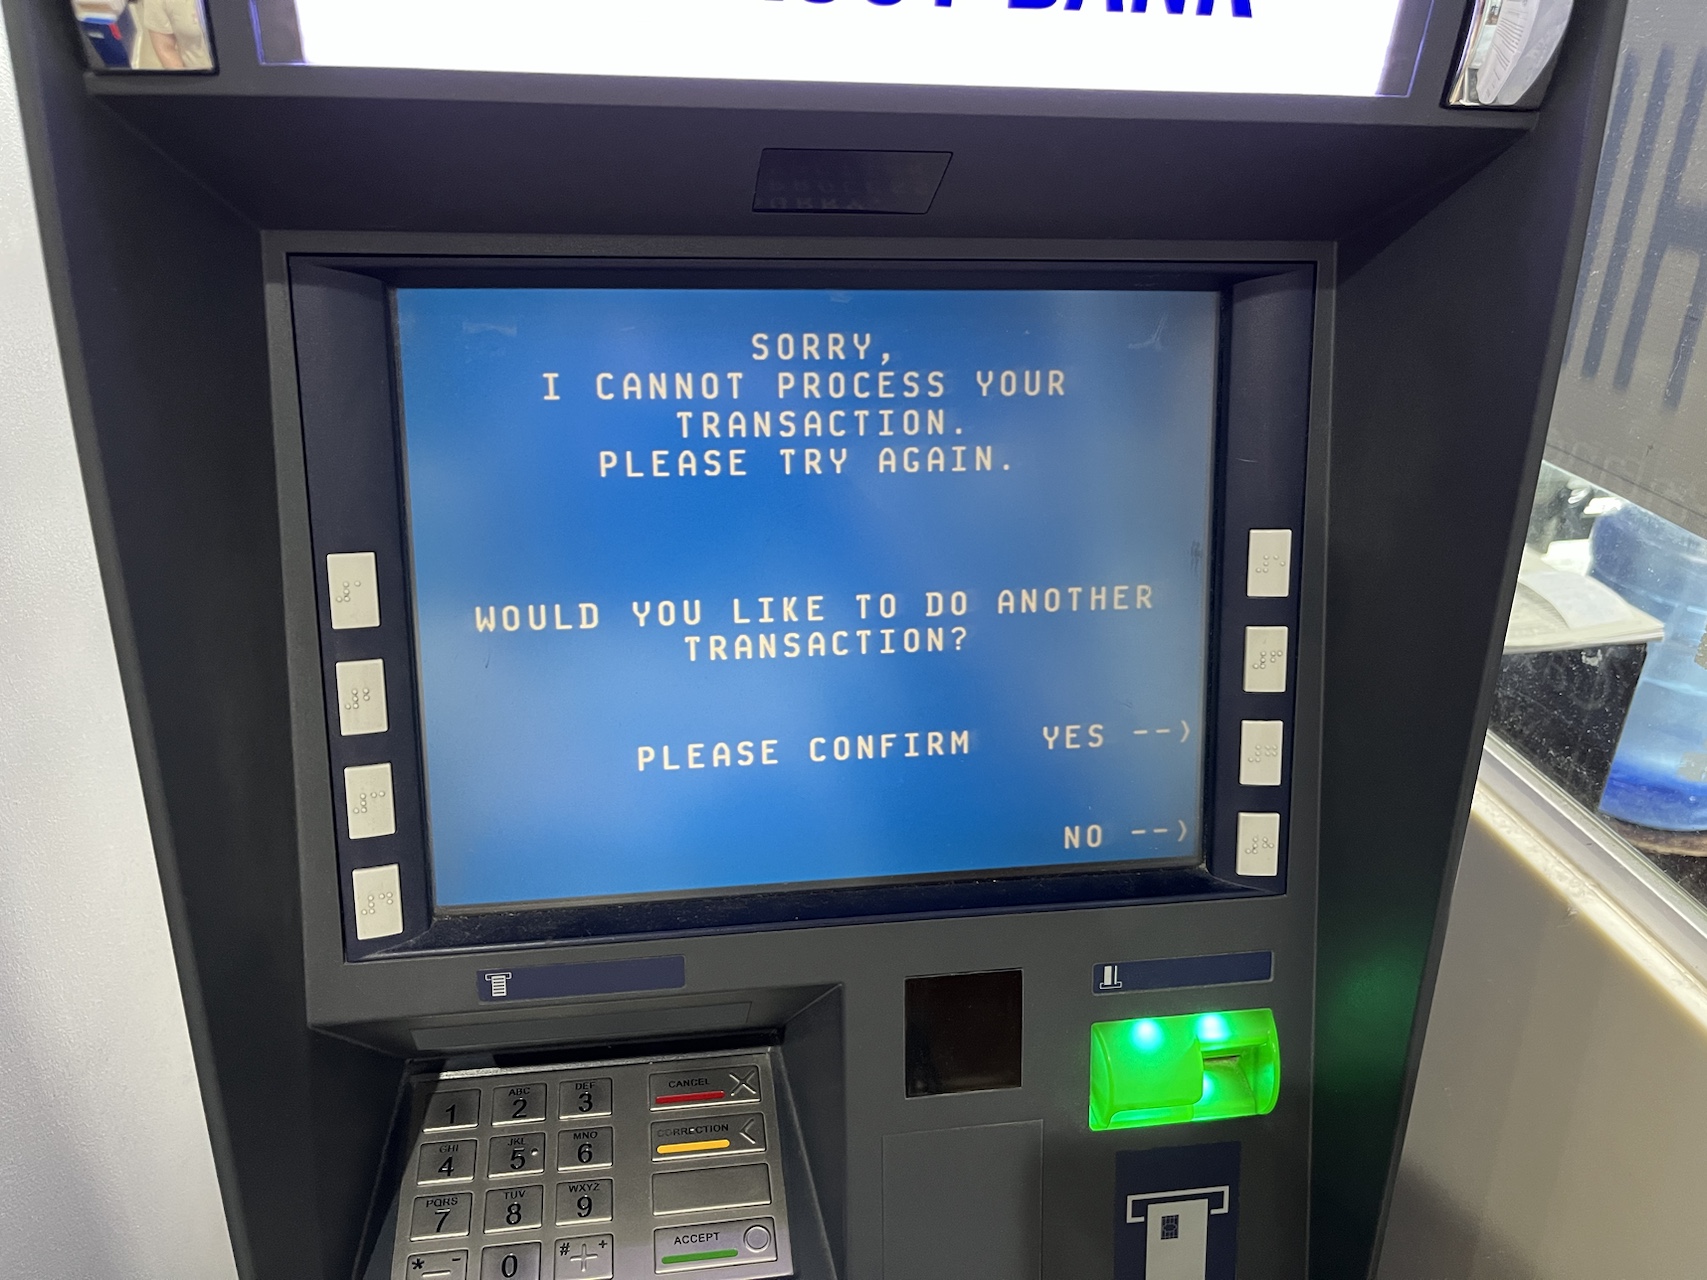 BANK
SORRY,
I CANNOT PROCESS YOUR
TRANSACTION.
PLEASE TRY AGAIN.
WOULD YOU LIKE TO DO ANOTHER
TRANSACTION?
PLEASE CONFIRM YES -->
NO -->
1 ABC 2 DEF 3 CANCEL
GHI 4 JKL 5 MNO 6 CORRECTION
PQRS 7 TUV 8 WXYZ 9
* - 0 # + ACCEPT